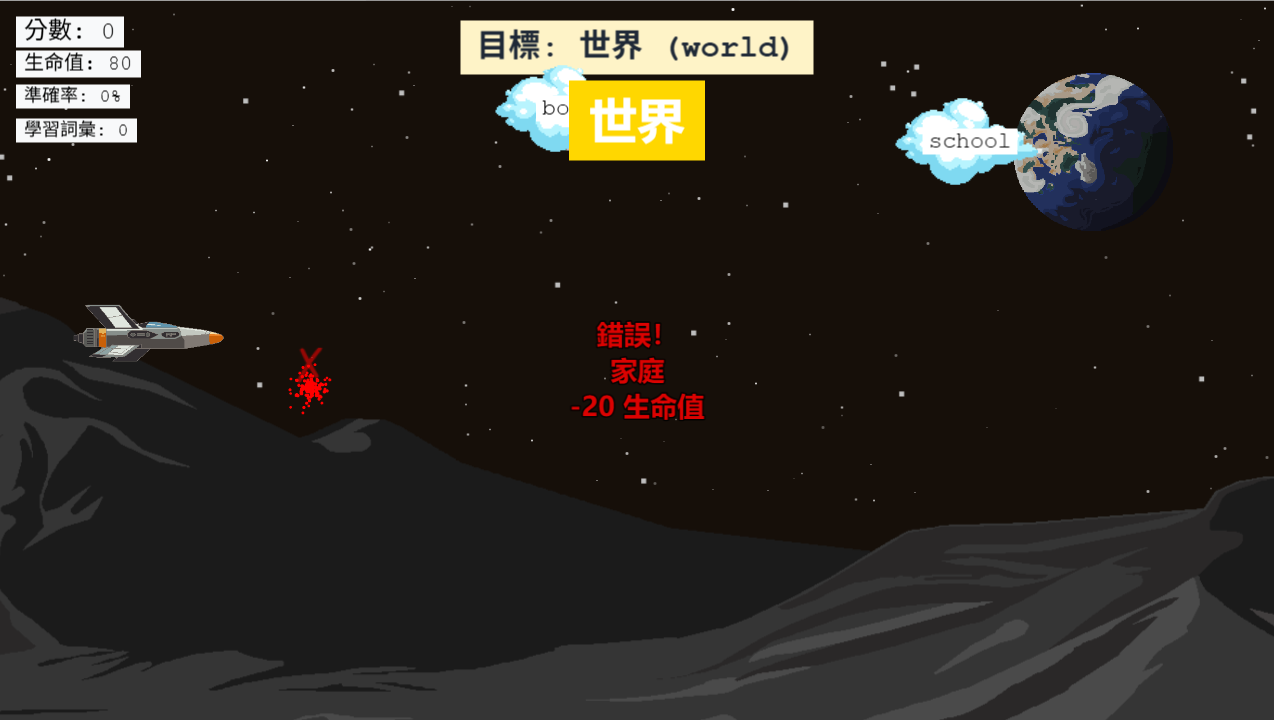 分數: 0
生命值: 80
準確率: 0%
學習詞彙: 0
目標: 世界 (world)
世界
school
錯誤!
家庭
-20 生命值